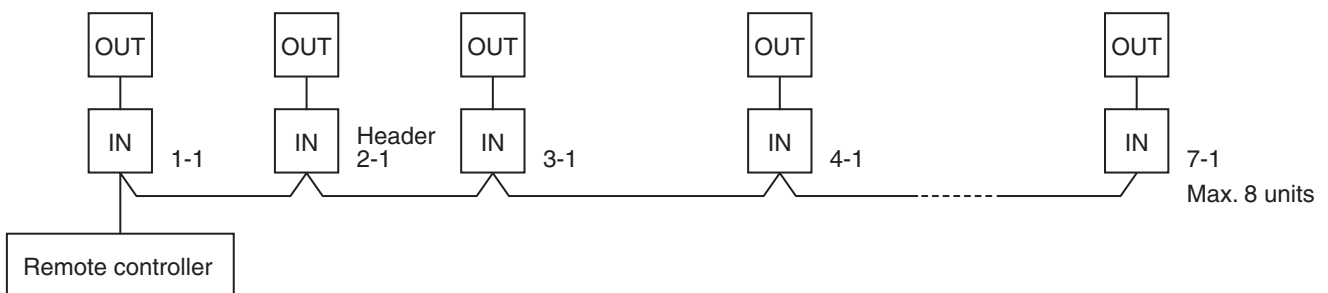 OUT OUT OUT OUT OUT
IN IN IN IN IN
Header
1-1 2-1 3-1 4-1 7-1
Max. 8 units
Remote controller